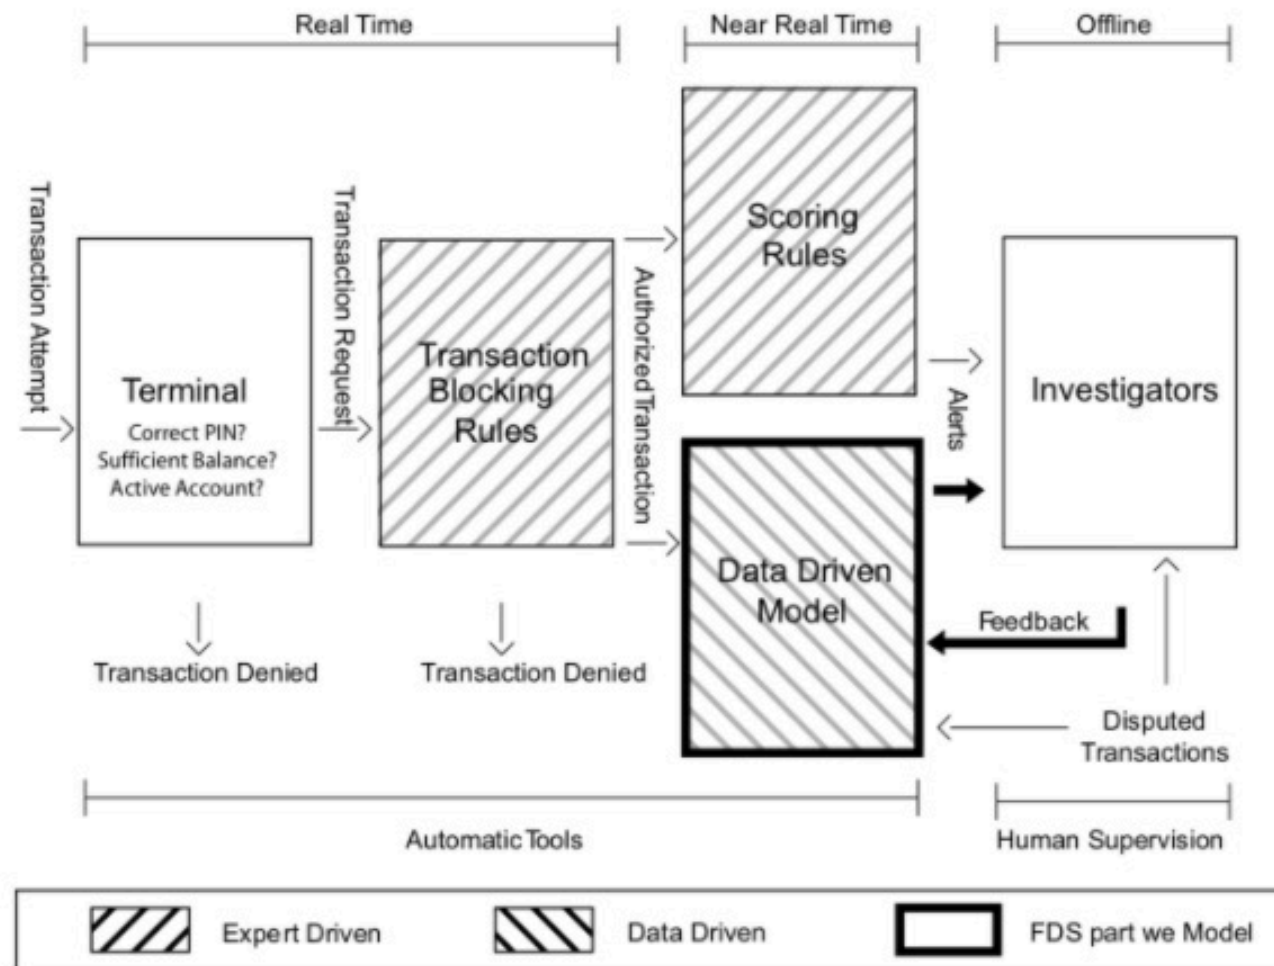 Real Time
Near Real Time
Offline
Transaction Attempt
Terminal
Correct PIN?
Sufficient Balance?
Active Account?
Transaction Request
Transaction
Blocking
Rules
Authorized Transaction
Scoring
Rules
Data Driven
Model
Alerts
Investigators
Feedback
Disputed
Transactions
Transaction Denied
Transaction Denied
Automatic Tools
Human Supervision
Expert Driven
Data Driven
FDS part we Model